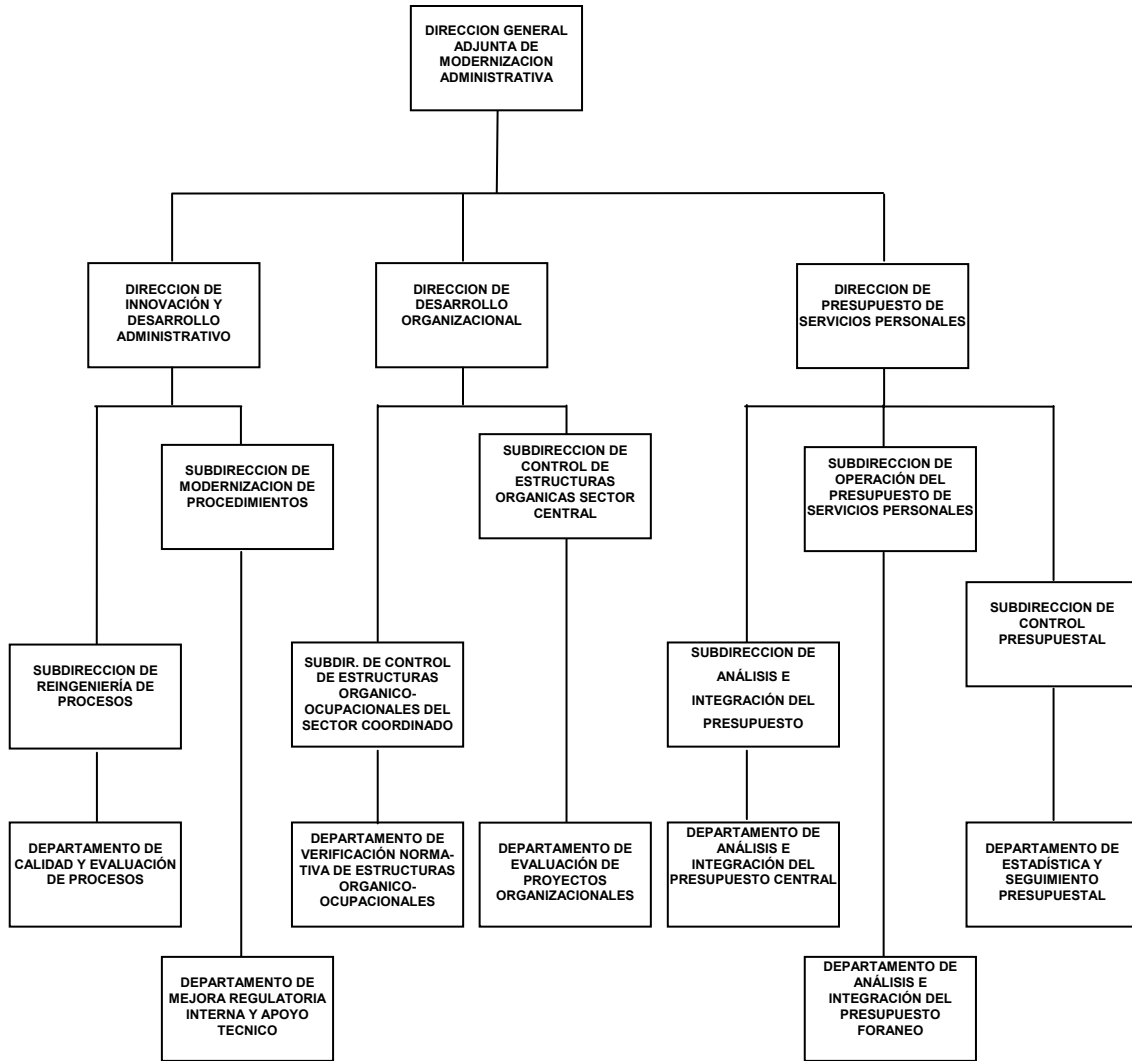 DIRECCION GENERAL
ADJUNTA DE
MODERNIZACION
ADMINISTRATIVA
DIRECCION DE
INNOVACIÓN Y
DESARROLLO
ADMINISTRATIVO
DIRECCION DE
DESARROLLO
ORGANIZACIONAL
DIRECCION DE
PRESUPUESTO DE
SERVICIOS PERSONALES
SUBDIRECCION DE
MODERNIZACION DE
PROCEDIMIENTOS
SUBDIRECCION DE
CONTROL DE
ESTRUCTURAS
ORGANICAS SECTOR
CENTRAL
SUBDIRECCION DE
OPERACIÓN DEL
PRESUPUESTO DE
SERVICIOS PERSONALES
SUBDIRECCION DE
CONTROL
PRESUPUESTAL
SUBDIRECCION DE
REINGENIERÍA DE
PROCESOS
SUBDIR. DE CONTROL
DE ESTRUCTURAS
ORGANICO-
OCUPACIONALES DEL
SECTOR COORDINADO
SUBDIRECCION DE
ANÁLISIS E
INTEGRACIÓN DEL
PRESUPUESTO
DEPARTAMENTO DE
CALIDAD Y EVALUACIÓN
DE PROCESOS
DEPARTAMENTO DE
VERIFICACIÓN NORMA-
TIVA DE ESTRUCTURAS
ORGANICO-
OCUPACIONALES
DEPARTAMENTO DE
EVALUACIÓN DE
PROYECTOS
ORGANIZACIONALES
DEPARTAMENTO DE
ANÁLISIS E
INTEGRACIÓN DEL
PRESUPUESTO CENTRAL
DEPARTAMENTO DE
ESTADÍSTICA Y
SEGUIMIENTO
PRESUPUESTAL
DEPARTAMENTO DE
MEJORA REGULATORIA
INTERNA Y APOYO
TECNICO
DEPARTAMENTO DE
ANÁLISIS E
INTEGRACIÓN DEL
PRESUPUESTO
FORANEO